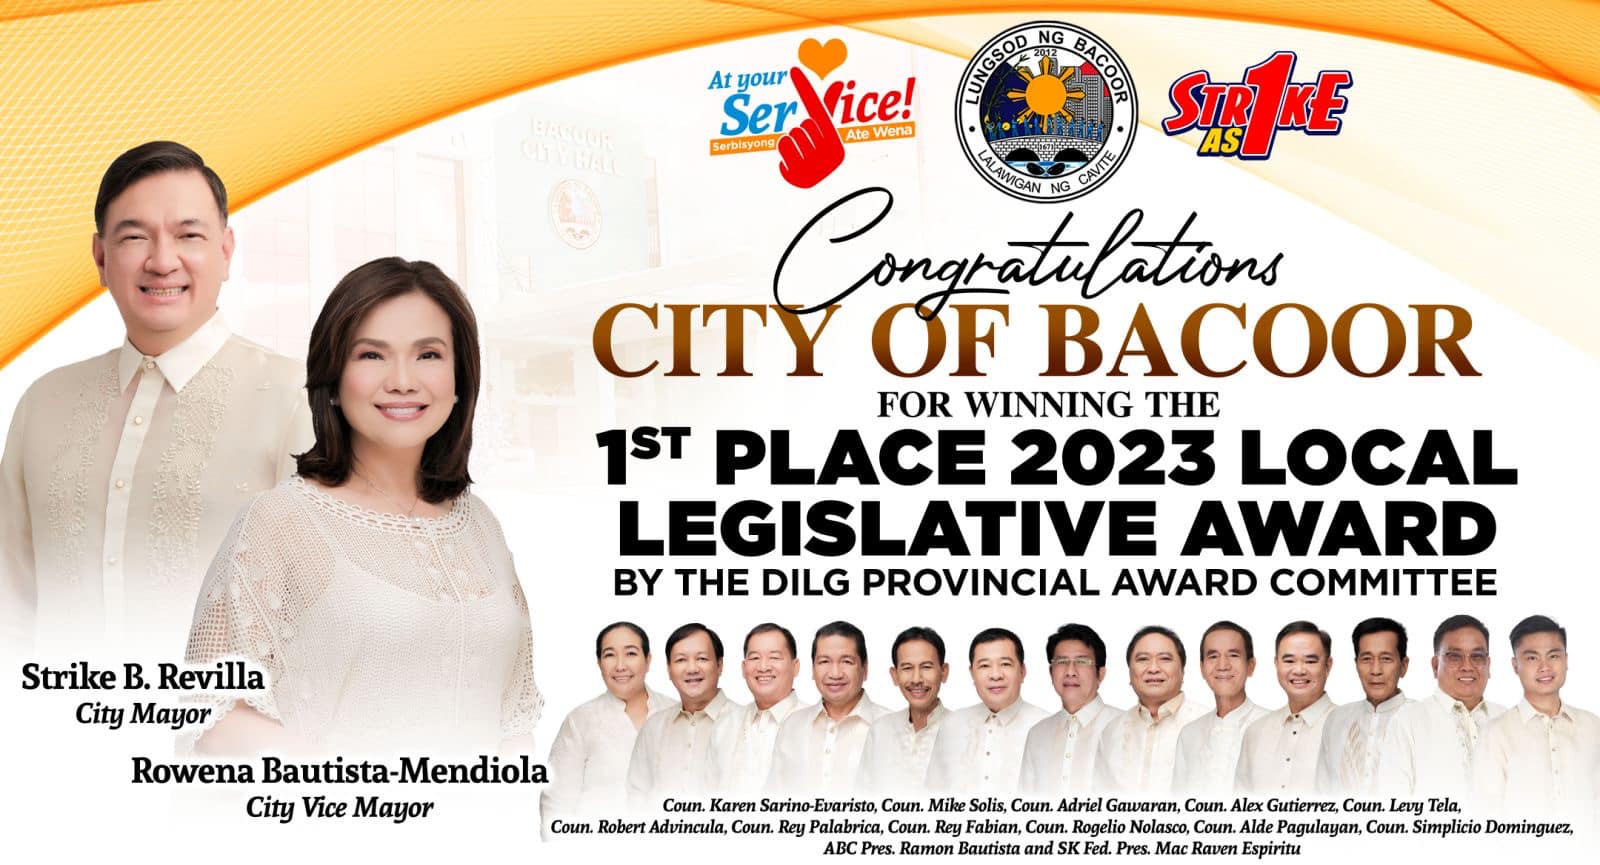 At your
SerVice!
Serbisyong Ate Wena
LUNGSOD NG BACOOR
2012
1671
LALAWIGAN NG CAVITE
STR1KE
AS
BACOOR
CITY HALL
Congratulations
CITY OF BACOOR
FOR WINNING THE
1ST PLACE 2023 LOCAL
LEGISLATIVE AWARD
BY THE DILG PROVINCIAL AWARD COMMITTEE
Strike B. Revilla
City Mayor
Rowena Bautista-Mendiola
City Vice Mayor
Coun. Karen Sarino-Evaristo, Coun. Mike Solis, Coun. Adriel Gawaran, Coun. Alex Gutierrez, Coun. Levy Tela,
Coun. Robert Advincula, Coun. Rey Palabrica, Coun. Rey Fabian, Coun. Rogelio Nolasco, Coun. Alde Pagulayan, Coun. Simplicio Dominguez,
ABC Pres. Ramon Bautista and SK Fed. Pres. Mac Raven Espiritu